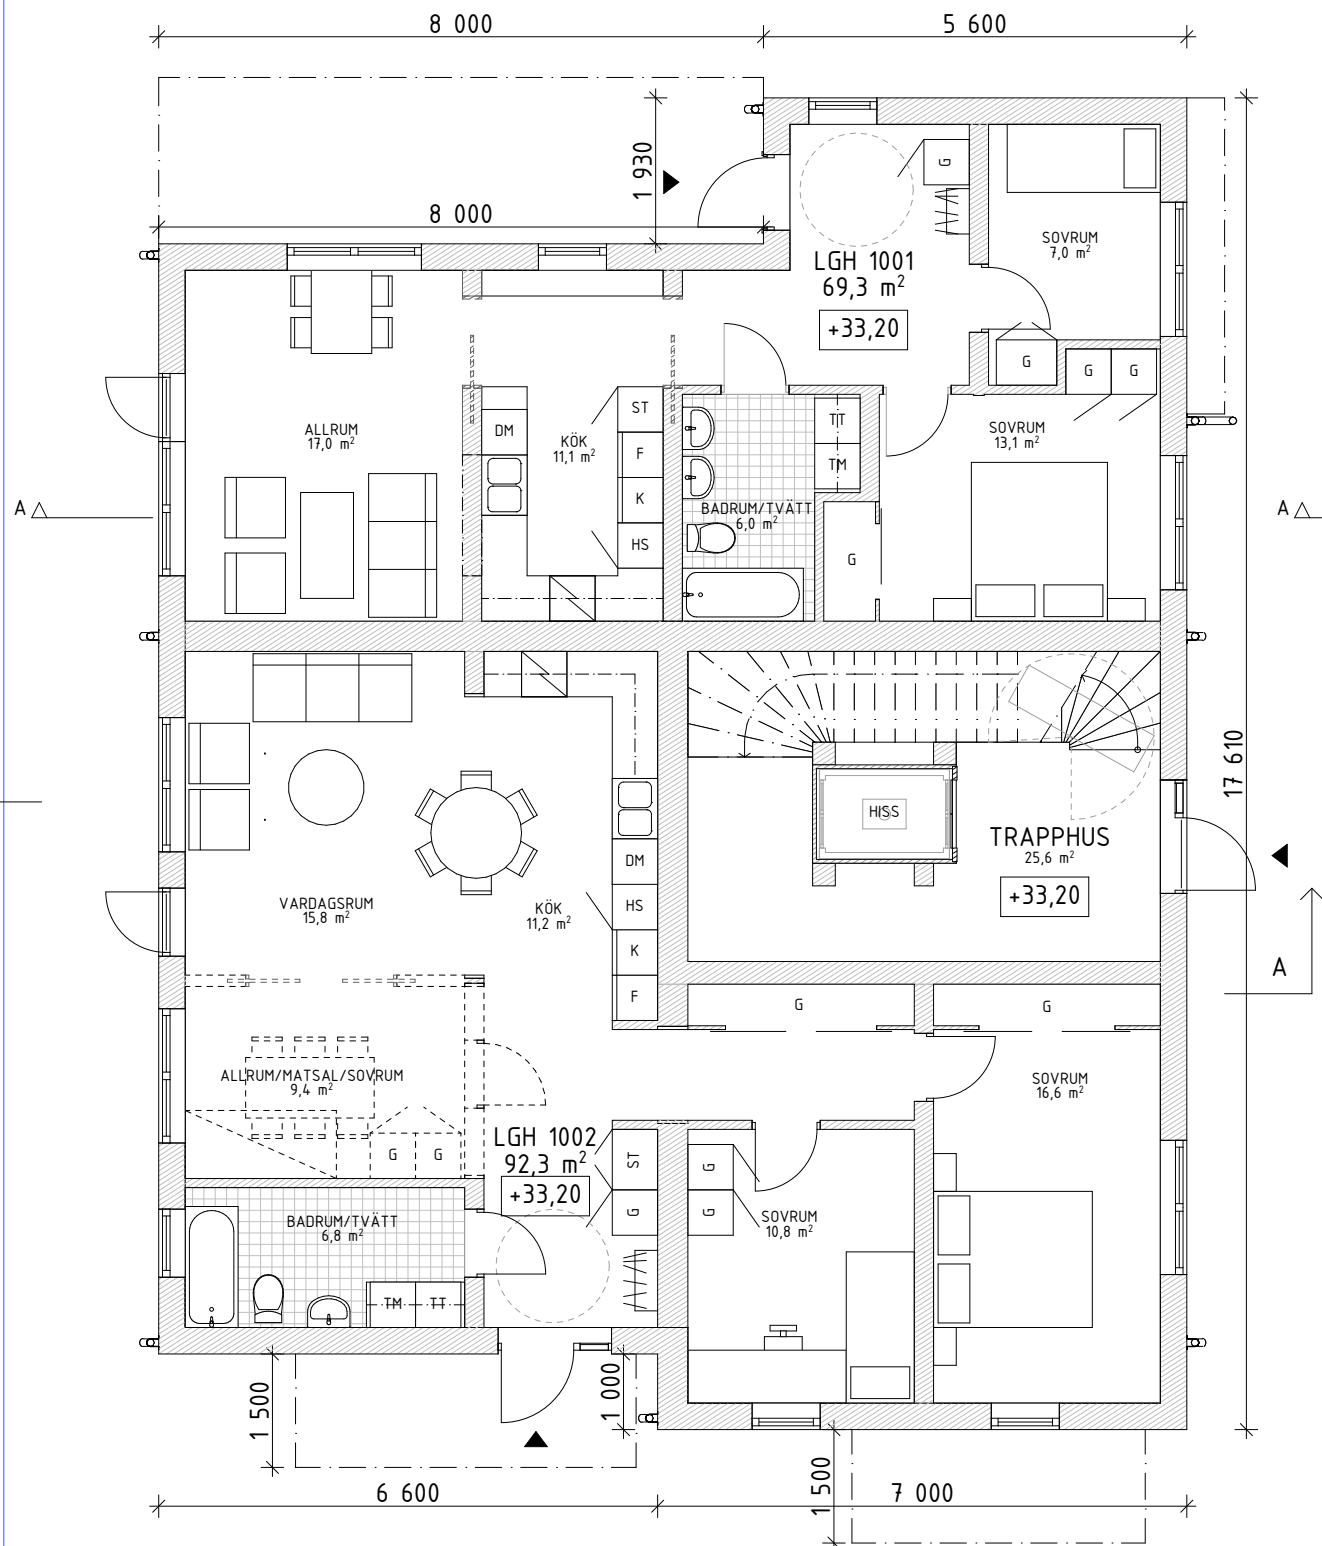 8 000
5 600
1 930
8 000
G
SOVRUM
7,0 m²
LGH 1001
69,3 m²
+33,20
G
G
G
ALLRUM
17,0 m²
DM
KÖK
11,1 m²
ST
F
K
HS
TT
TM
BADRUM/TVÄTT
6,0 m²
SOVRUM
13,1 m²
G
A
A
17 610
HISS
TRAPPHUS
25,6 m²
+33,20
VARDAGSRUM
15,8 m²
KÖK
11,2 m²
DM
HS
K
F
A
G
G
ALLRUM/MATSAL/SOVRUM
9,4 m²
G
G
SOVRUM
16,6 m²
LGH 1002
92,3 m²
+33,20
ST
G
G
G
SOVRUM
10,8 m²
BADRUM/TVÄTT
6,8 m²
TM
TT
1 500
1 000
6 600
1 500
7 000